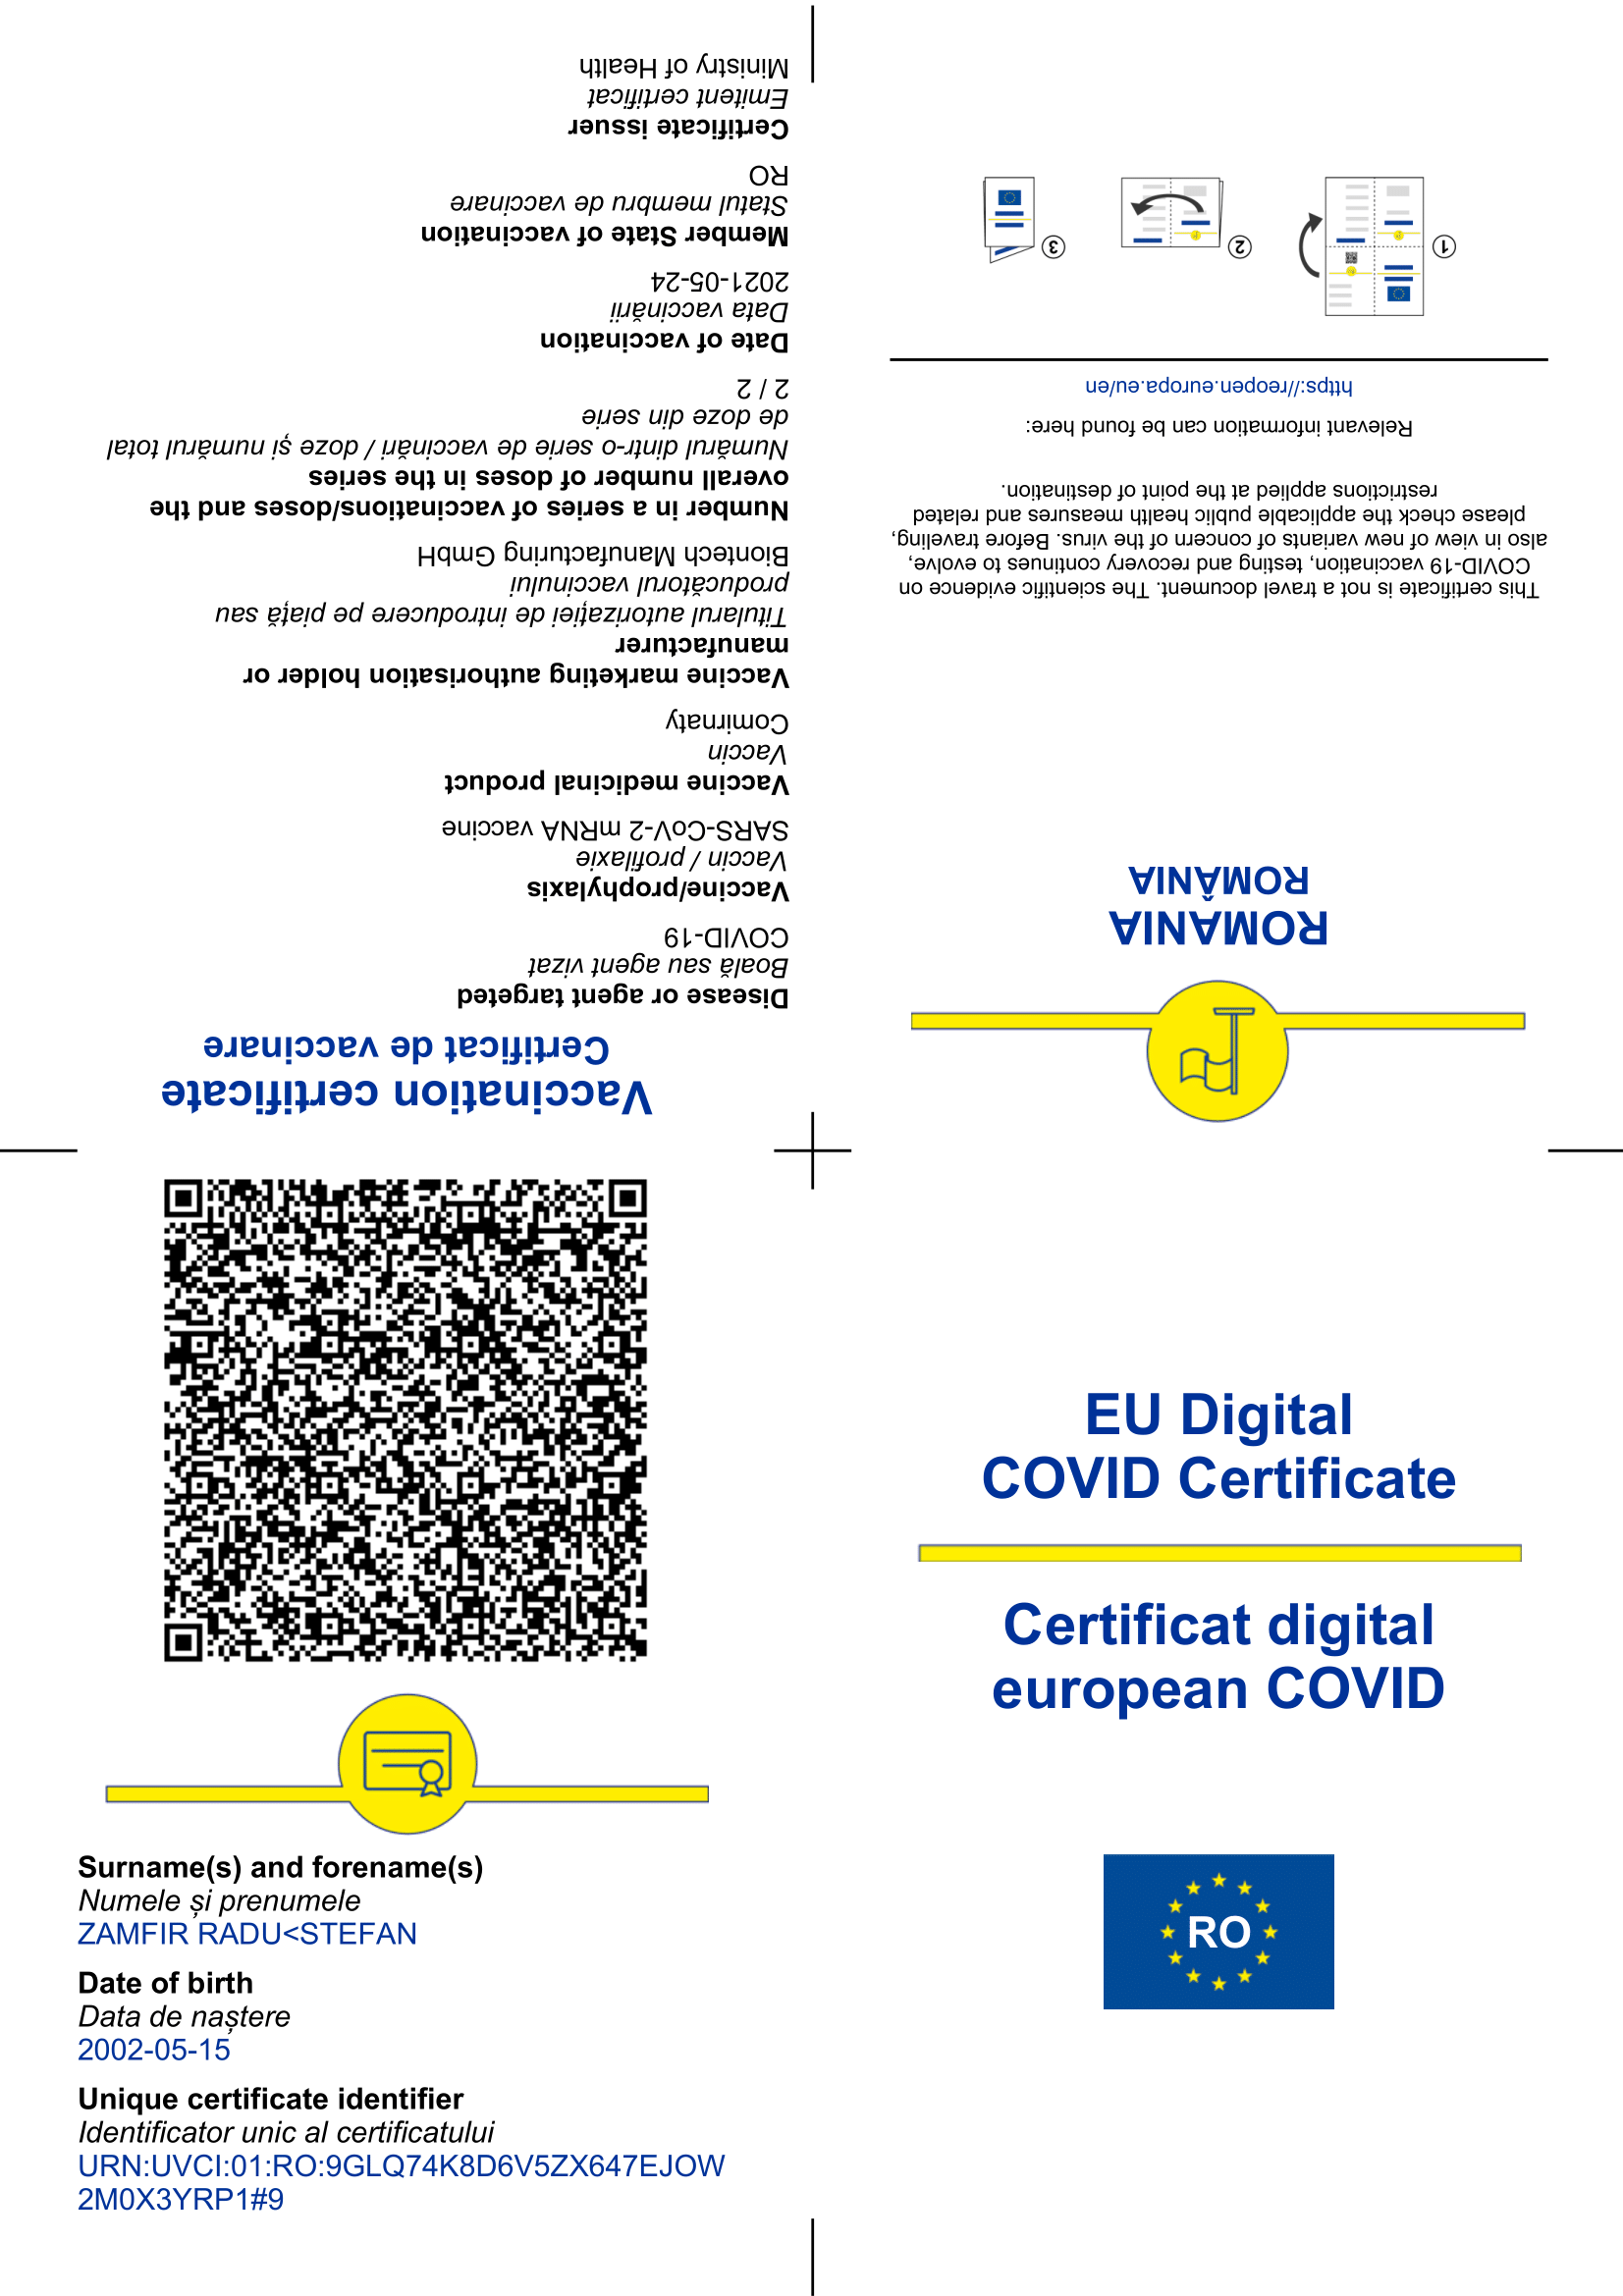 EU Digital
COVID Certificate
Certificat digital
european COVID
RO
Surname(s) and forename(s)
Numele și prenumele
ZAMFIR RADU<STEFAN
Date of birth
Data de naștere
2002-05-15
Unique certificate identifier
Identificator unic al certificatului
URN:UVCI:01:RO:9GLQ74K8D6V5ZX647EJOW
2M0X3YRP1#9
Vaccination certificate
Certificat de vaccinare
Disease or agent targeted
Boală sau agent vizat
COVID-19
Vaccine/prophylaxis
Vaccin / profilaxie
SARS-CoV-2 mRNA vaccine
Vaccine medicinal product
Vaccin
Comirnaty
Vaccine marketing authorisation holder or
manufacturer
Titularul autorizației de introducere pe piață sau
producătorul vaccinului
Biontech Manufacturing GmbH
Number in a series of vaccinations/doses and the
overall number of doses in the series
Numărul dintr-o serie de vaccinări / doze și numărul total
de doze din serie
2 / 2
Date of vaccination
Data vaccinării
2021-05-24
Member State of vaccination
Statul membru de vaccinare
RO
Certificate issuer
Emitent certificat
Ministry of Health
ROMANIA
ROMÂNIA
This certificate is not a travel document. The scientific evidence on
COVID-19 vaccination, testing and recovery continues to evolve,
also in view of new variants of concern of the virus. Before traveling,
please check the applicable public health measures and related
restrictions applied at the point of destination.
Relevant information can be found here:
https://reopen.europa.eu/en
1
2
3